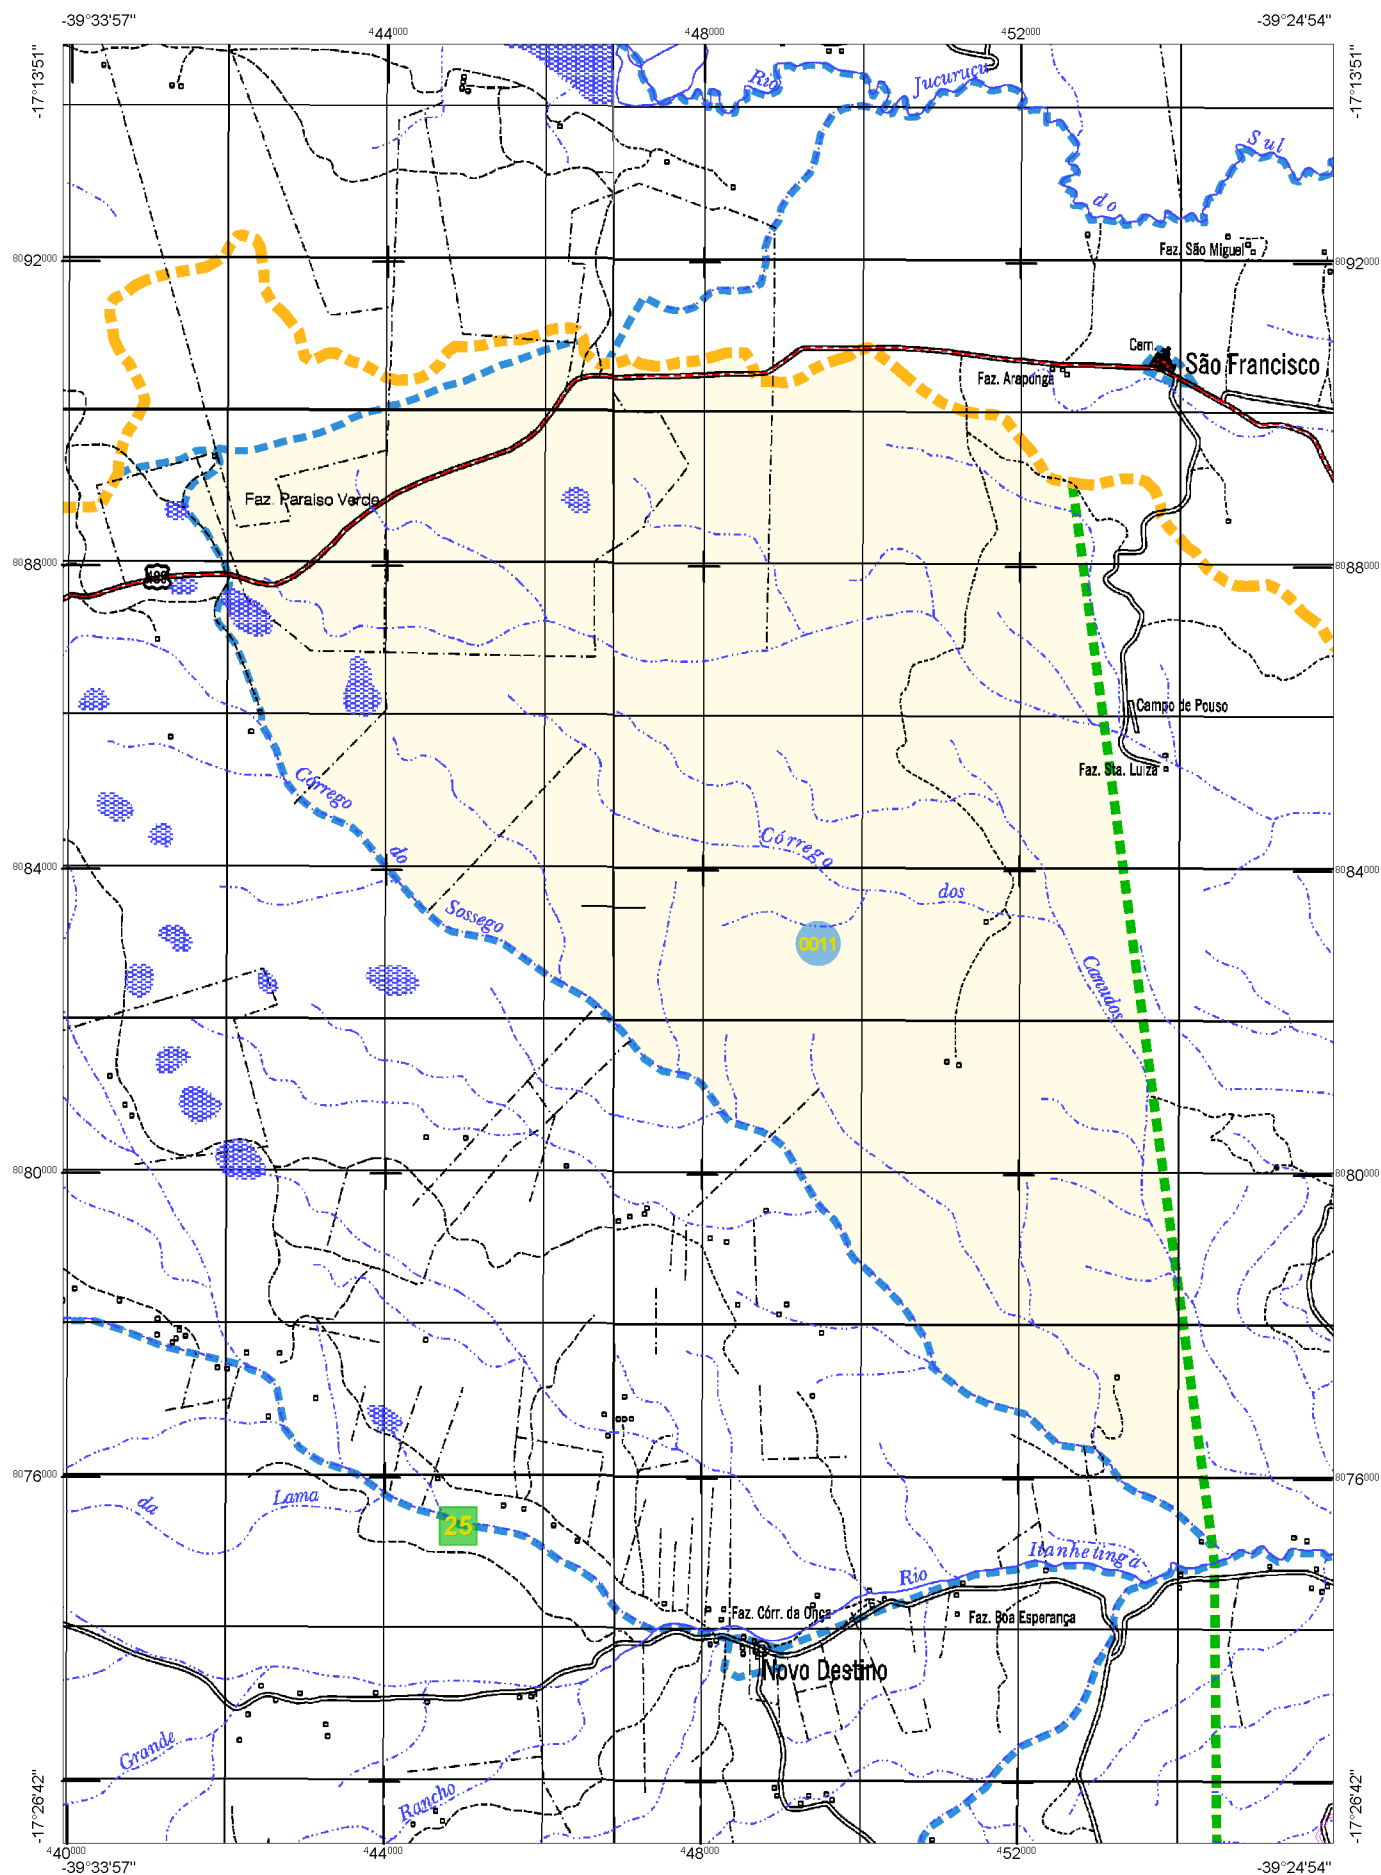 -39°33'57"
-39°24'54"
444000
448000
452000
-17°13'51"
-17°13'51"
Rio
Jucuruçu
Sul
do
Faz. São Miguel
8092000
8092000
Cem.
São Francisco
Faz. Araponga
Faz. Paraíso Verde
489
8088000
8088000
Campo de Pouso
Faz. Sta. Luiza
Córrego
do
Sossego
Córrego
dos
Canudos
8084000
8084000
0011
8080000
8080000
8076000
8076000
da
Lama
25
Itanhetinga
Rio
Faz. Córr. da Onça
Faz. Boa Esperança
Novo Destino
Grande
Rancho
-17°26'42"
-17°26'42"
440000
444000
448000
452000
-39°33'57"
-39°24'54"